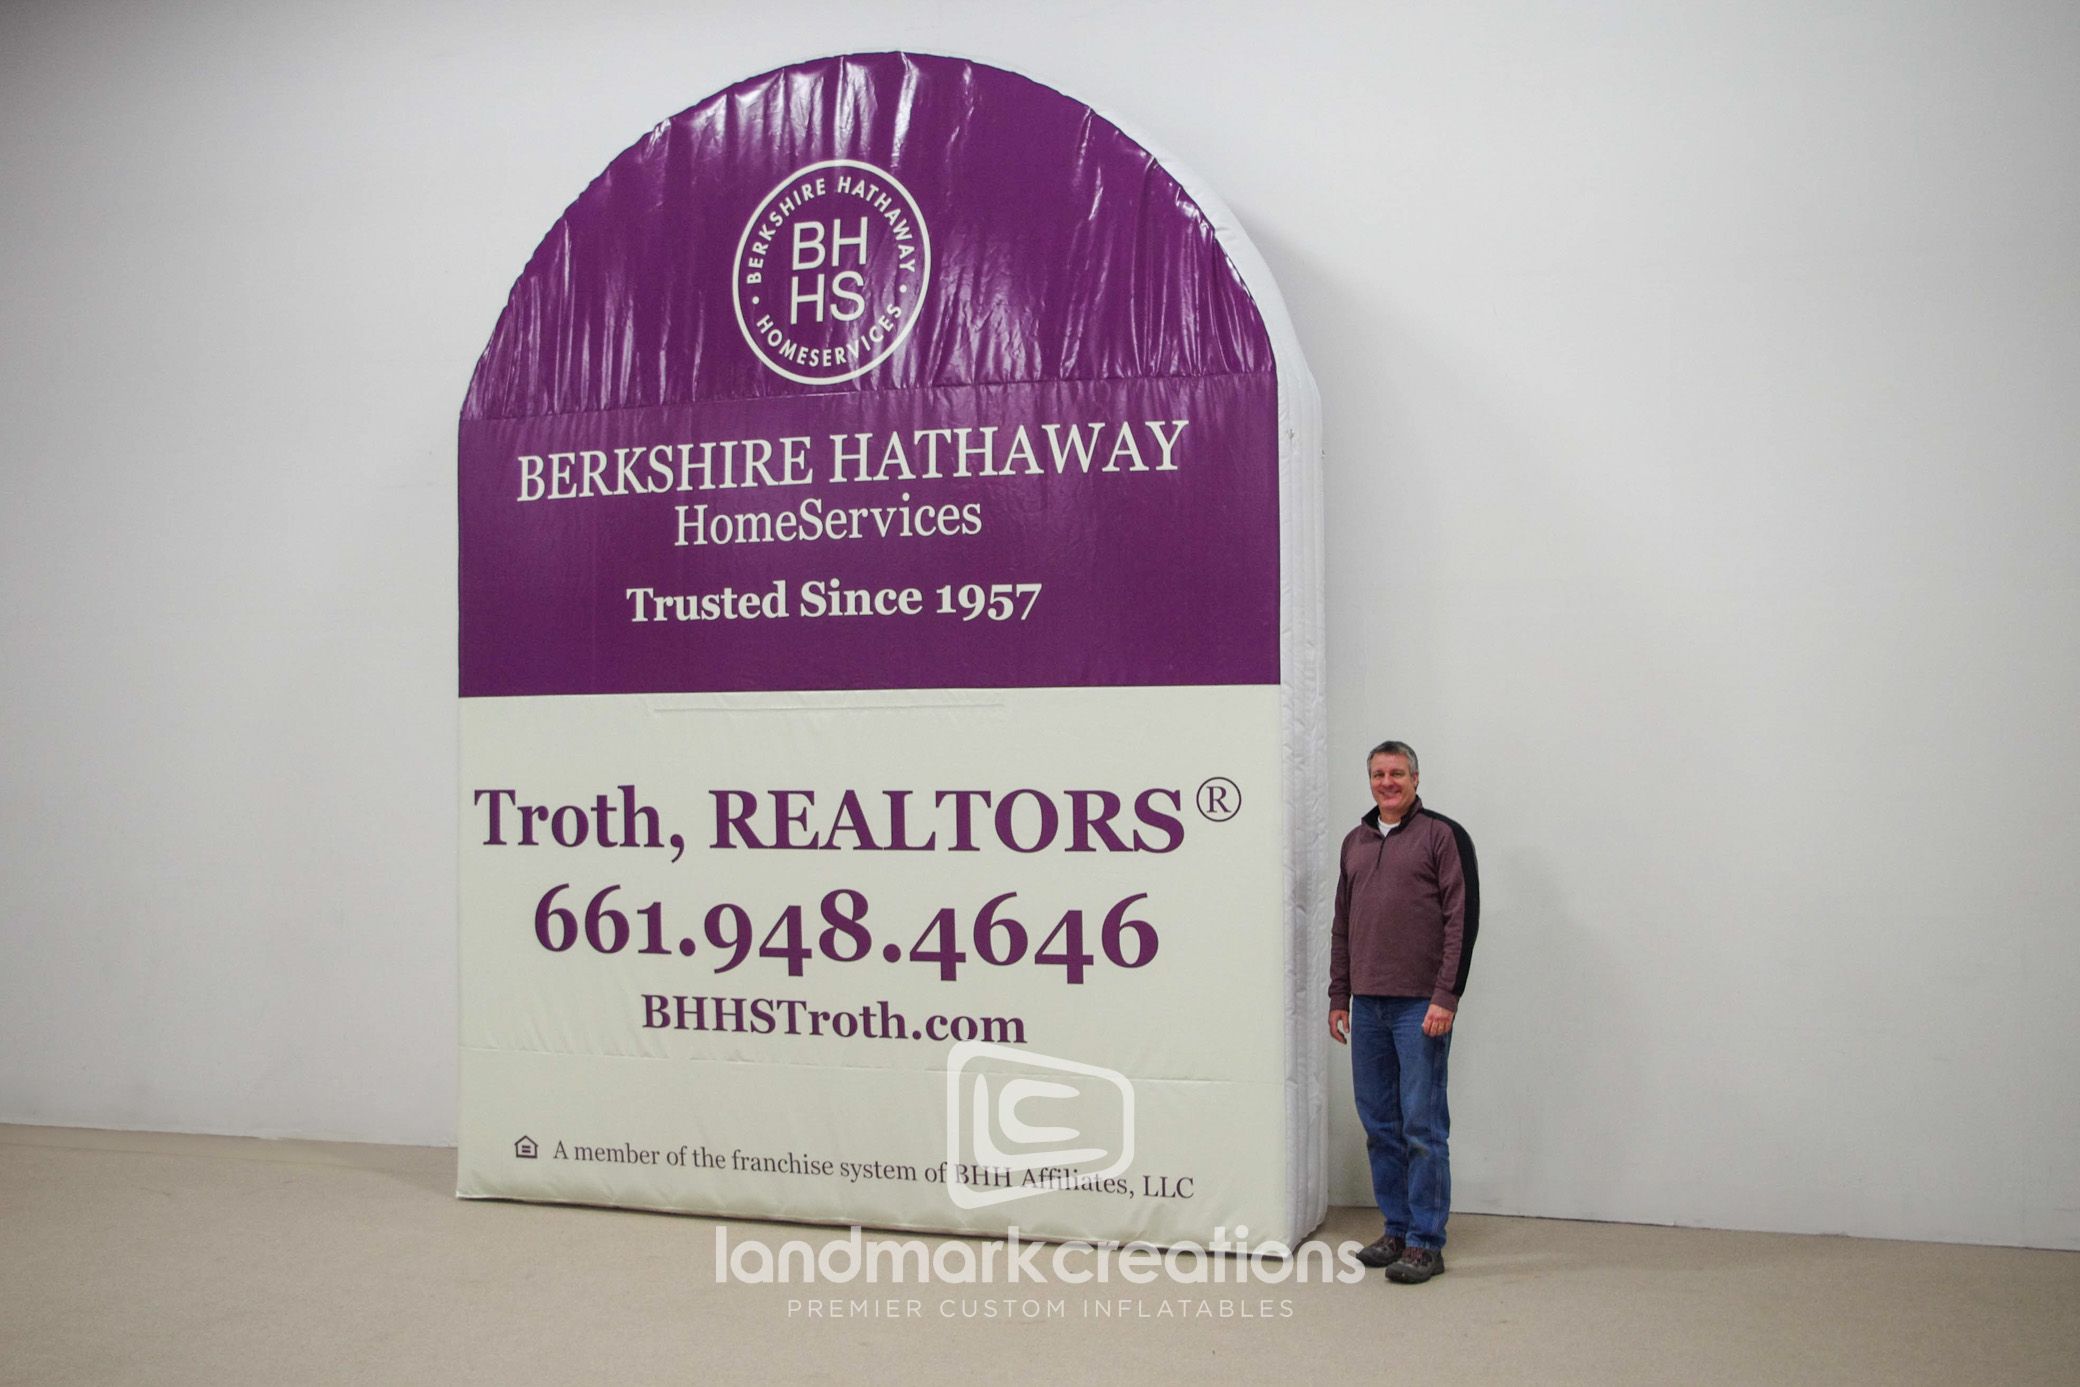 BERKSHIRE HATHAWAY
BH
HS
HOMESERVICES
BERKSHIRE HATHAWAY
HomeServices
Trusted Since 1957
Troth, REALTORS®
661.948.4646
BHHSTroth.com
A member of the franchise system of BHH Affiliates, LLC
landmarkcreations
PREMIER CUSTOM INFLATABLES